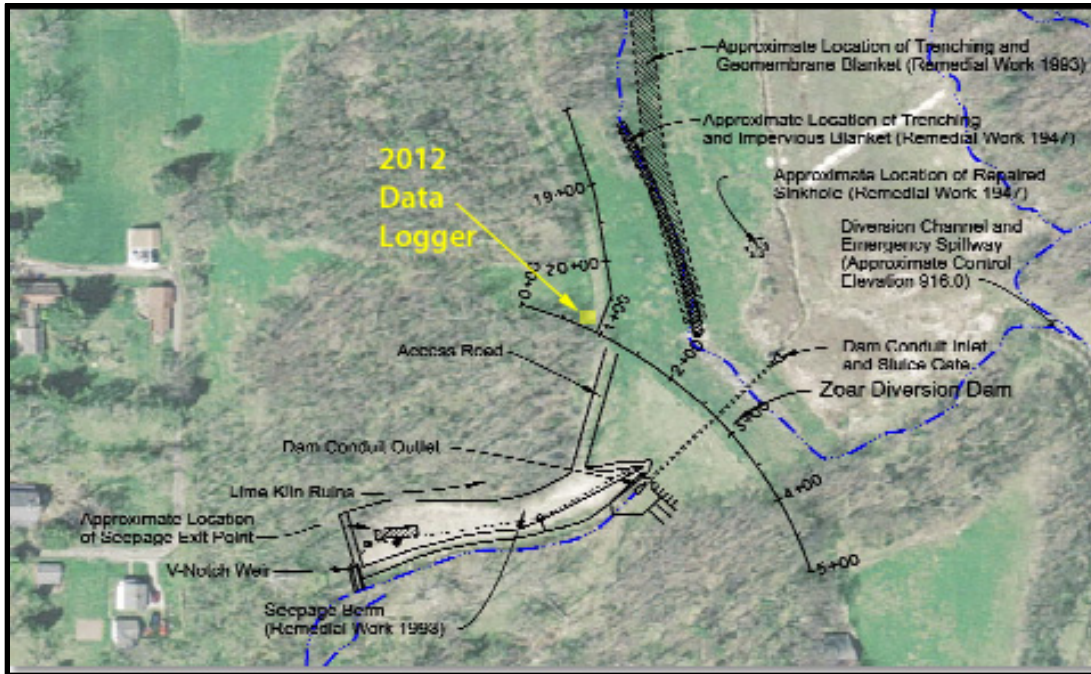 Approximate Location of Trenching and
Geomembrane Blanket (Remedial Work 1993)
Approximate Location of Trenching
and Impervious Blanket (Remedial Work 1947)
2012
Data
Logger
Approximate Location of Repaired
Sinkhole (Remedial Work 1947)
19+00
Diversion Channel and
Emergency Spillway
(Approximate Control
Elevation 916.0)
20+00
0+00
1+00
Access Road
2+00
Dam Conduit Inlet
and Sluice Gate
Zoar Diversion Dam
3+00
Dam Conduit Outlet
Lime Kiln Ruins
4+00
Approximate Location
of Seepage Exit Point
V-Notch Weir
5+00
Seepage Berm
(Remedial Work 1993)